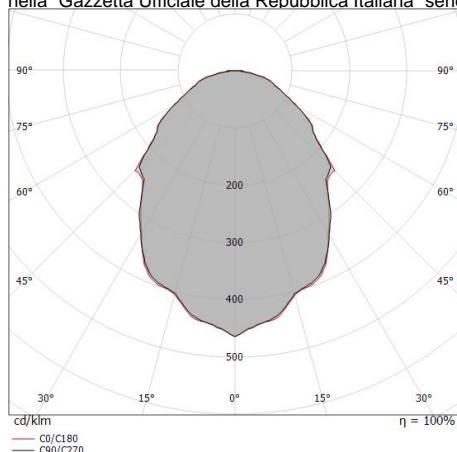 nella "Gazzetta Ufficiale della Repubblica Italiana" serie
90° 90°
75° 75°
60° 60°
45° 45°
200
300
400
500
30° 15° 0° 15° 30°
cd/klm η = 100%
C0/C180
C90/C270